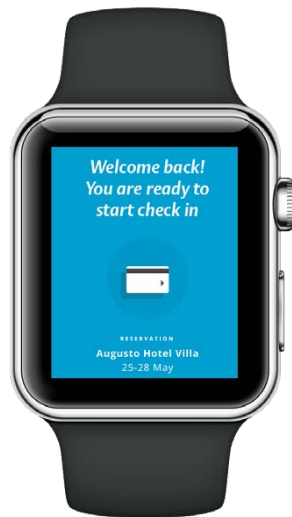 Welcome back!
You are ready to
start check in
RESERVATION
Augusto Hotel Villa
25-28 May